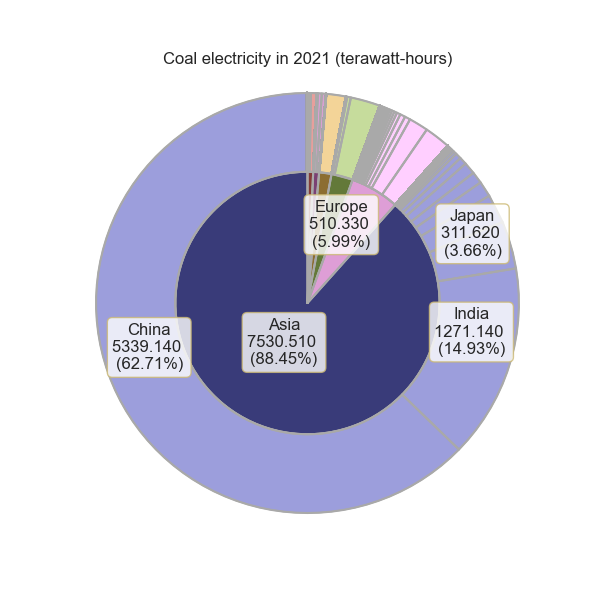 Coal electricity in 2021 (terawatt-hours)
Europe
510.330
(5.99%)
Japan
311.620
(3.66%)
India
1271.140
(14.93%)
Asia
7530.510
(88.45%)
China
5339.140
(62.71%)